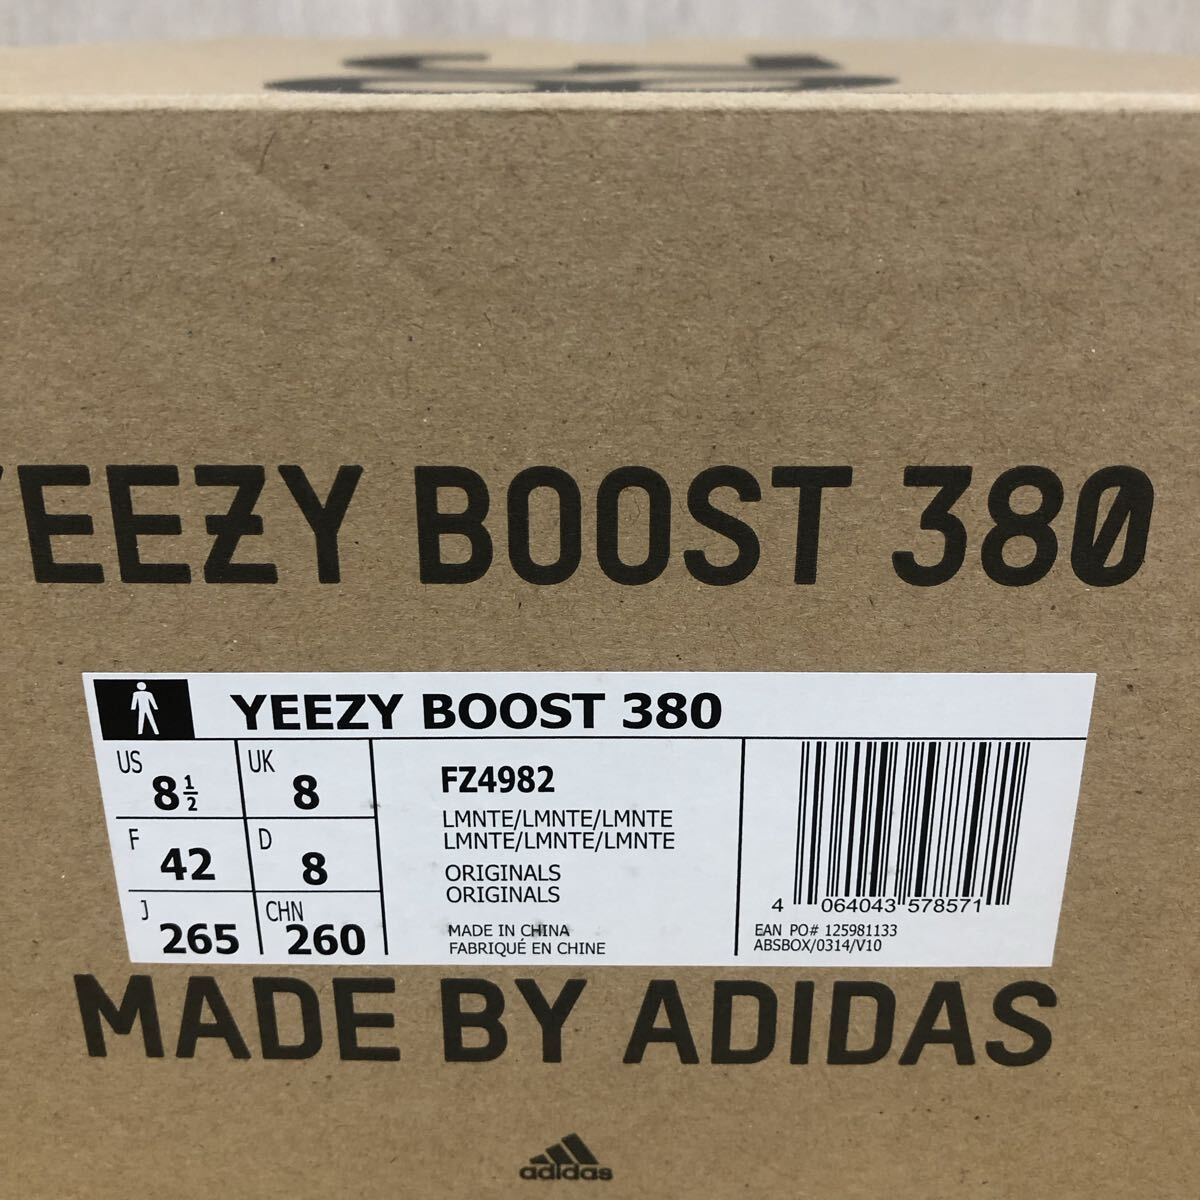 YEEZY BOOST 380
YEEZY BOOST 380
US 8½ UK 8
F 42 D 8
J 265 CHN 260
FZ4982
LMNTE/LMNTE/LMNTE
LMNTE/LMNTE/LMNTE
ORIGINALS
ORIGINALS
MADE IN CHINA
FABRIQUÉ EN CHINE
4 064043 578571
EAN PO# 125981133
ABSBOX/0314/V10
MADE BY ADIDAS
adidas